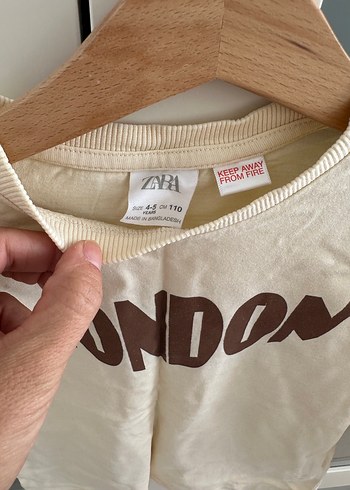 ZARA
SIZE 4-5 CM 110
YEARS
MADE IN BANGLADESH
KEEP AWAY
FROM FIRE
LONDON